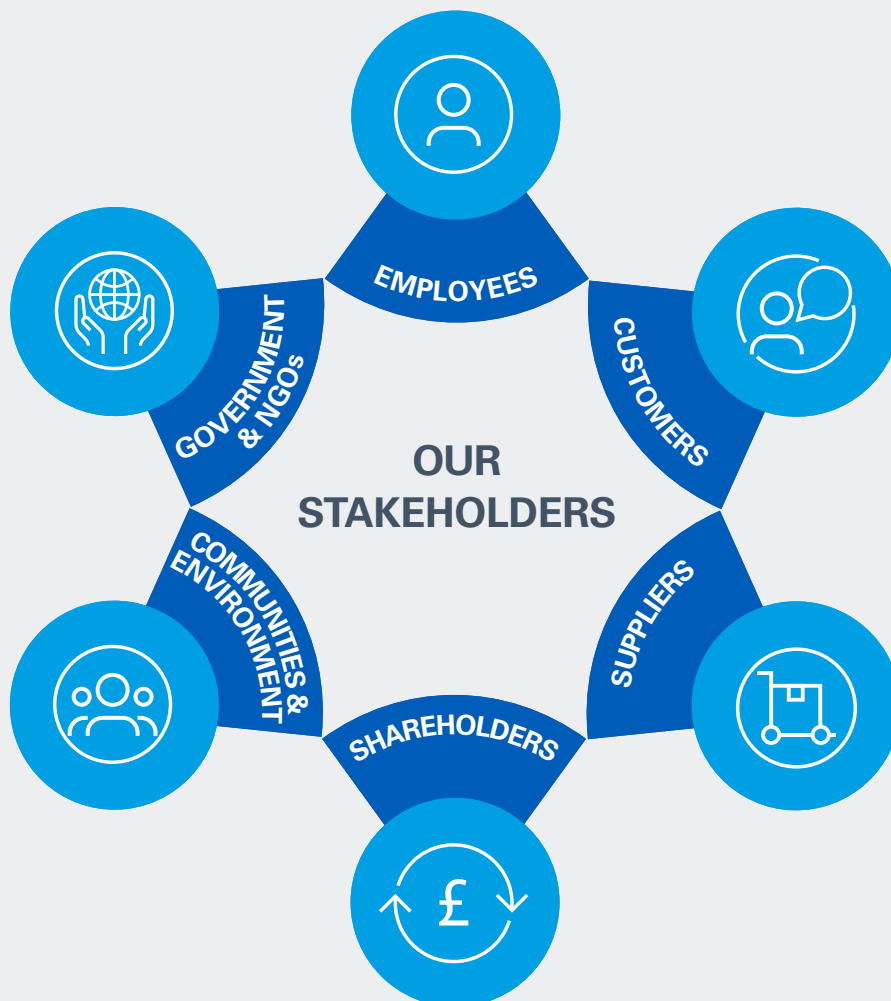 EMPLOYEES
CUSTOMERS
SUPPLIERS
SHAREHOLDERS
£
COMMUNITIES &
ENVIRONMENT
GOVERNMENT
& NGOs
OUR
STAKEHOLDERS